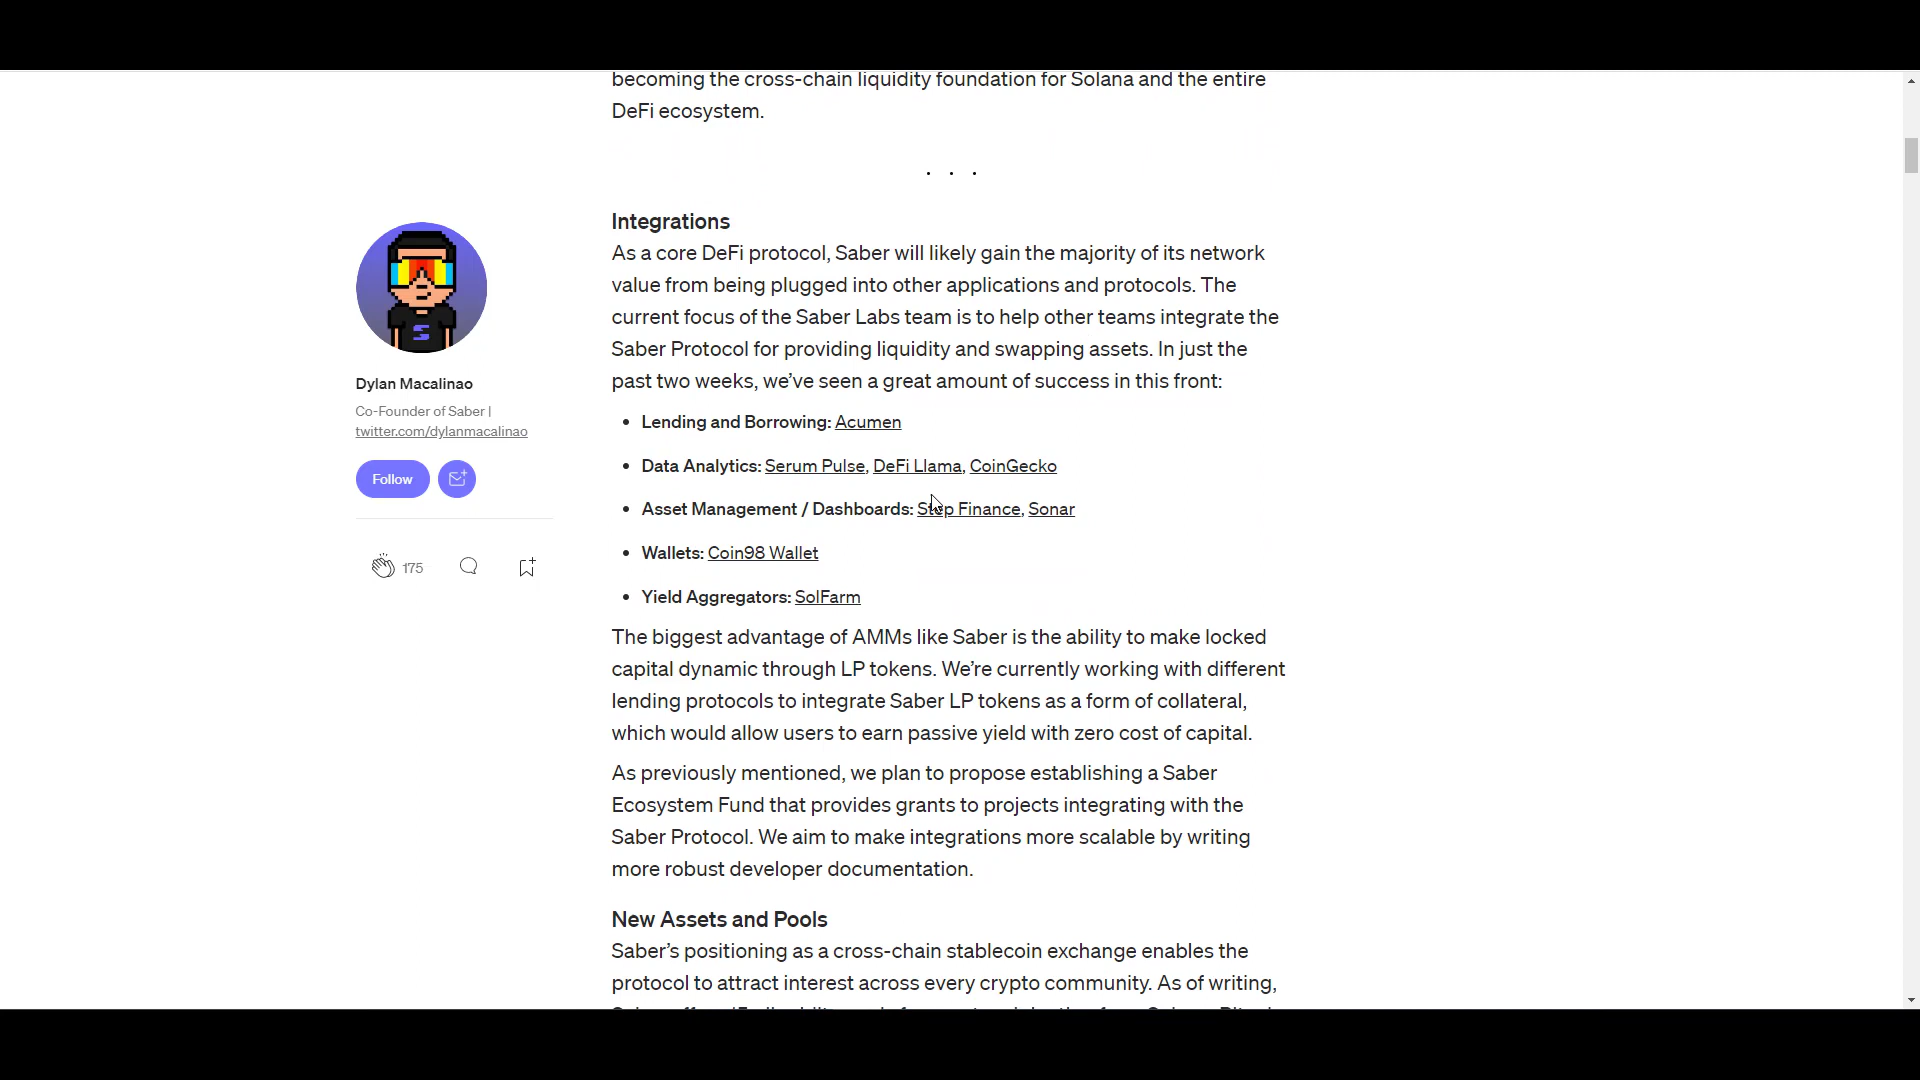 becoming the cross-chain liquidity foundation for Solana and the entire
DeFi ecosystem.
. . .
Integrations
As a core DeFi protocol, Saber will likely gain the majority of its network
value from being plugged into other applications and protocols. The
current focus of the Saber Labs team is to help other teams integrate the
Saber Protocol for providing liquidity and swapping assets. In just the
past two weeks, we’ve seen a great amount of success in this front:
• Lending and Borrowing: Acumen
• Data Analytics: Serum Pulse, DeFi Llama, CoinGecko
• Asset Management / Dashboards: Step Finance, Sonar
• Wallets: Coin98 Wallet
• Yield Aggregators: SolFarm
The biggest advantage of AMMs like Saber is the ability to make locked
capital dynamic through LP tokens. We’re currently working with different
lending protocols to integrate Saber LP tokens as a form of collateral,
which would allow users to earn passive yield with zero cost of capital.
As previously mentioned, we plan to propose establishing a Saber
Ecosystem Fund that provides grants to projects integrating with the
Saber Protocol. We aim to make integrations more scalable by writing
more robust developer documentation.
New Assets and Pools
Saber’s positioning as a cross-chain stablecoin exchange enables the
protocol to attract interest across every crypto community. As of writing,
Dylan Macalinao
Co-Founder of Saber |
twitter.com/dylanmacalinao
Follow
175